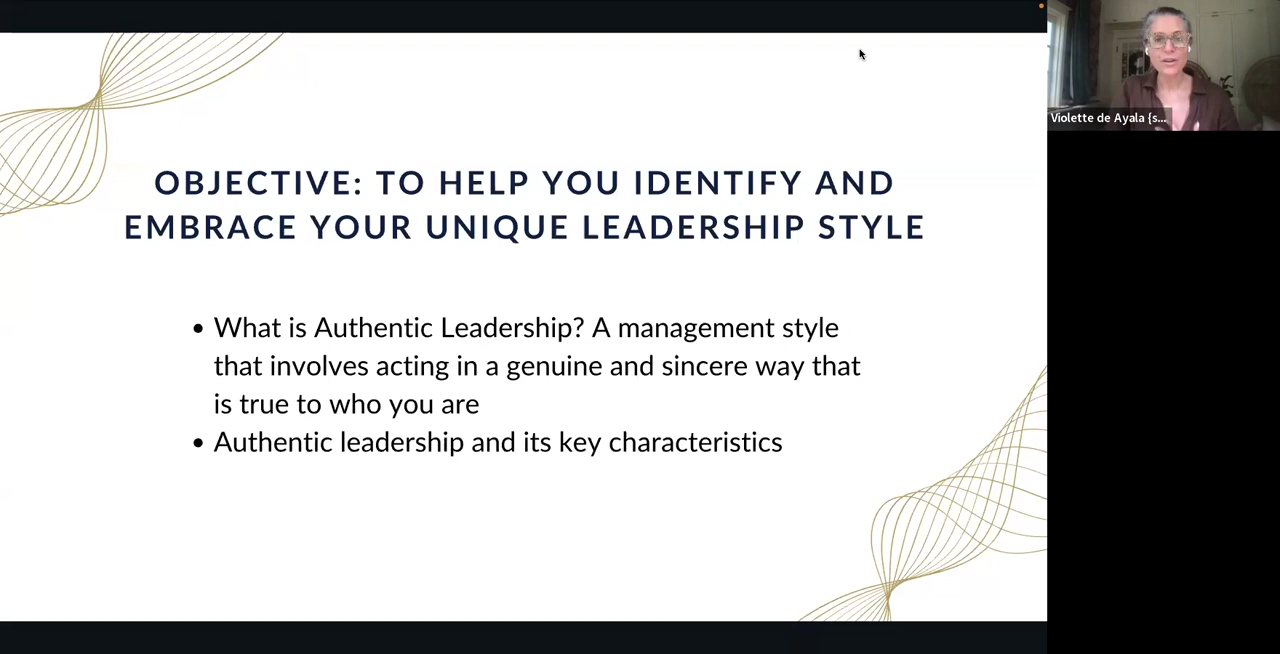 OBJECTIVE: TO HELP YOU IDENTIFY AND
EMBRACE YOUR UNIQUE LEADERSHIP STYLE
• What is Authentic Leadership? A management style
that involves acting in a genuine and sincere way that
is true to who you are
• Authentic leadership and its key characteristics
Violette de Ayala {s...